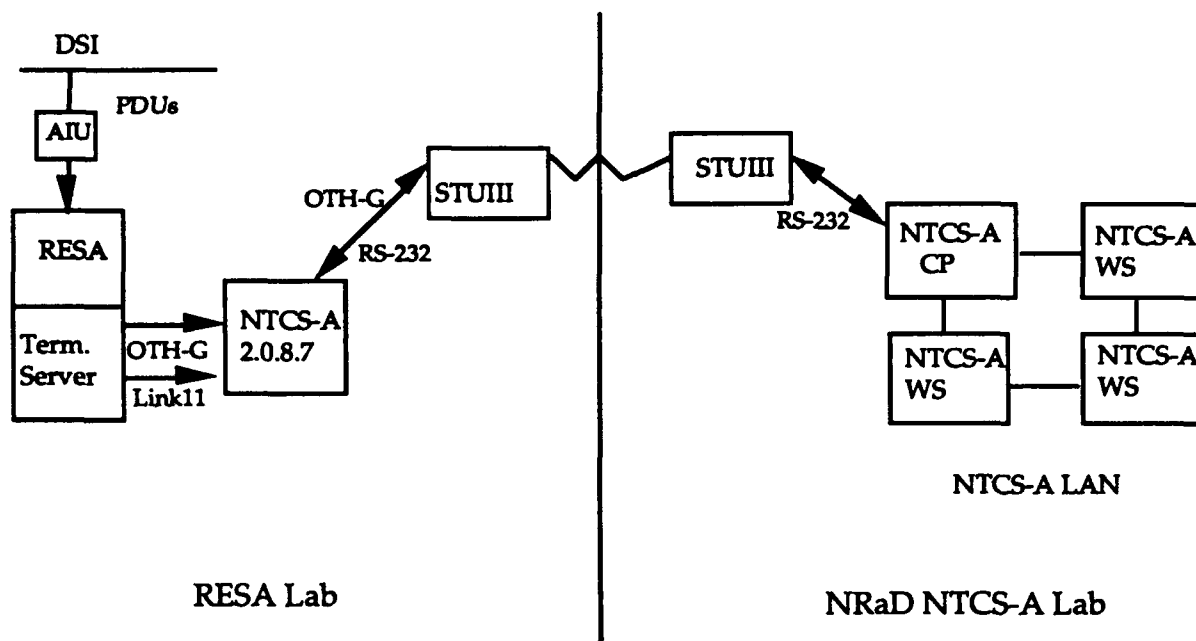 DSI
PDUs
AIU
RESA
Term.
Server
OTH-G
Link11
NTCS-A
2.0.8.7
OTH-G
RS-232
STUIII
STUIII
RS-232
NTCS-A
CP
NTCS-A
WS
NTCS-A
WS
NTCS-A
WS
NTCS-A LAN
RESA Lab
NRaD NTCS-A Lab